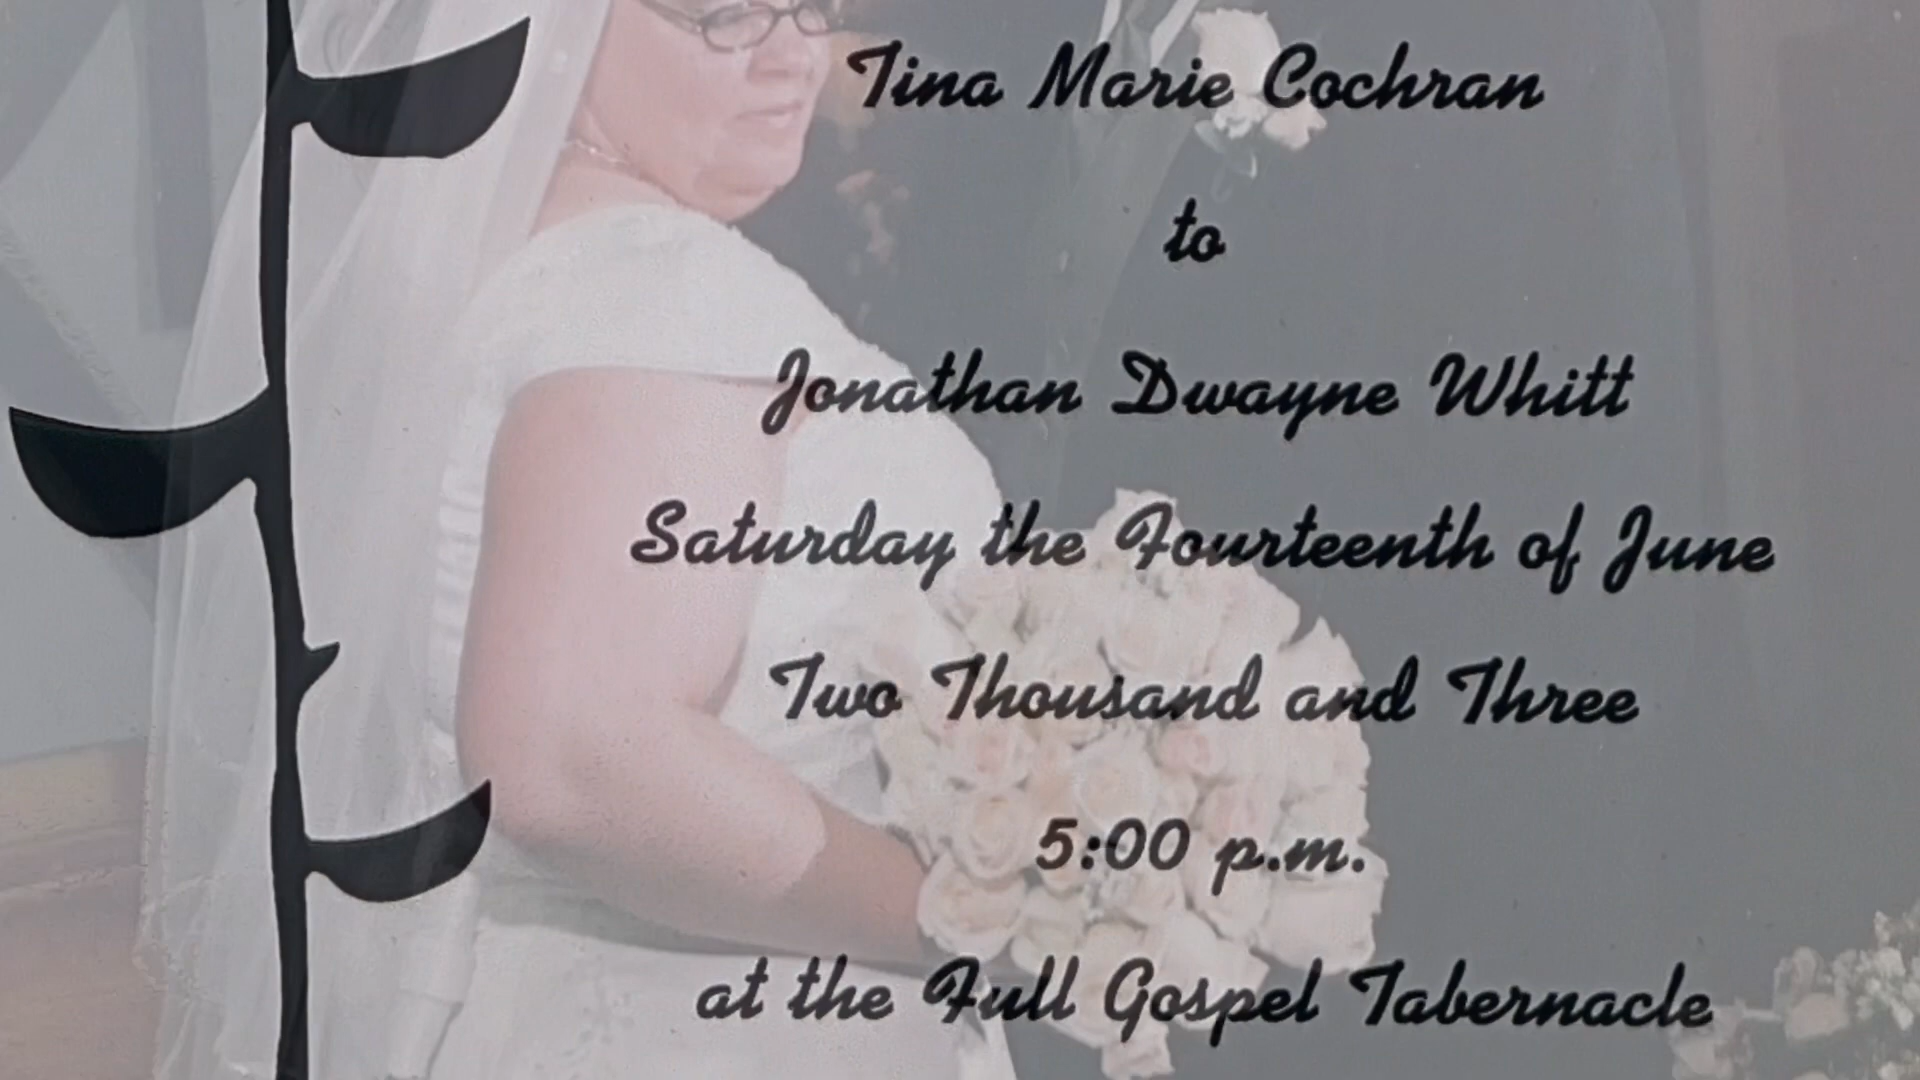 Tina Marie Cochran
to
Jonathan Dwayne Whitt
Saturday the Fourteenth of June
Two Thousand and Three
5:00 p.m.
at the Full Gospel Tabernacle